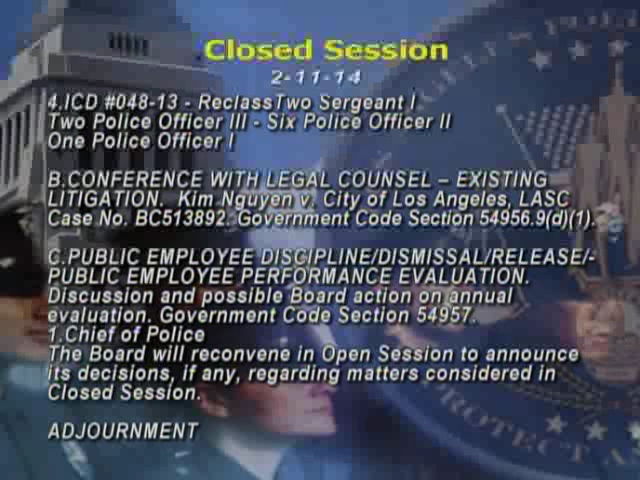 Closed Session
2-11-14
4.ICD #048-13 - ReclassTwo Sergeant I
Two Police Officer III - Six Police Officer II
One Police Officer I
B.CONFERENCE WITH LEGAL COUNSEL – EXISTING
LITIGATION. Kim Nguyen v. City of Los Angeles, LASC
Case No. BC513892. Government Code Section 54956.9(d)(1).
C.PUBLIC EMPLOYEE DISCIPLINE/DISMISSAL/RELEASE/-
PUBLIC EMPLOYEE PERFORMANCE EVALUATION.
Discussion and possible Board action on annual
evaluation. Government Code Section 54957.
1.Chief of Police
The Board will reconvene in Open Session to announce
its decisions, if any, regarding matters considered in
Closed Session.
ADJOURNMENT
PROTECT A